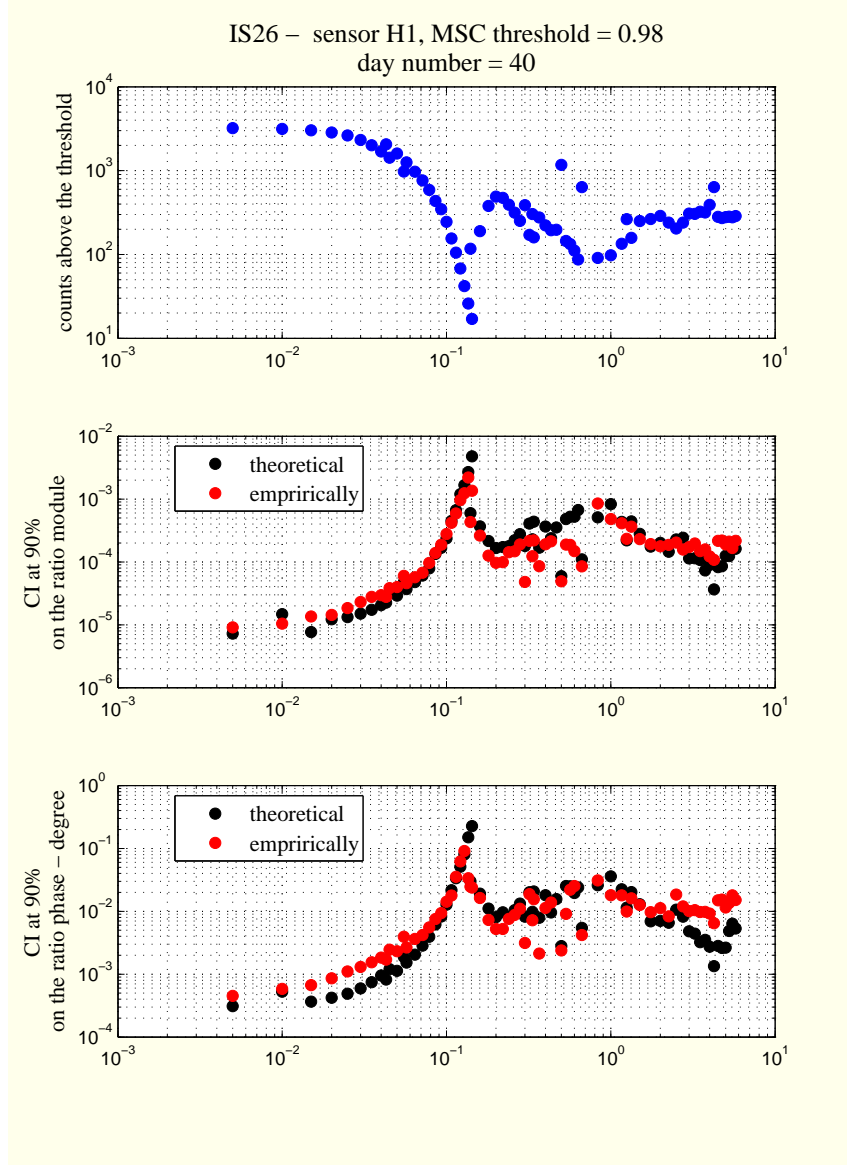 IS26 –  sensor H1, MSC threshold = 0.98
day number = 40
counts above the threshold
10^4
10^3
10^2
10^1
10^-3
10^-2
10^-1
10^0
10^1
CI at 90%
on the ratio module
10^-2
10^-3
10^-4
10^-5
10^-6
theoretical
emprirically
10^-3
10^-2
10^-1
10^0
10^1
CI at 90%
on the ratio phase – degree
10^0
10^-1
10^-2
10^-3
10^-4
theoretical
emprirically
10^-3
10^-2
10^-1
10^0
10^1